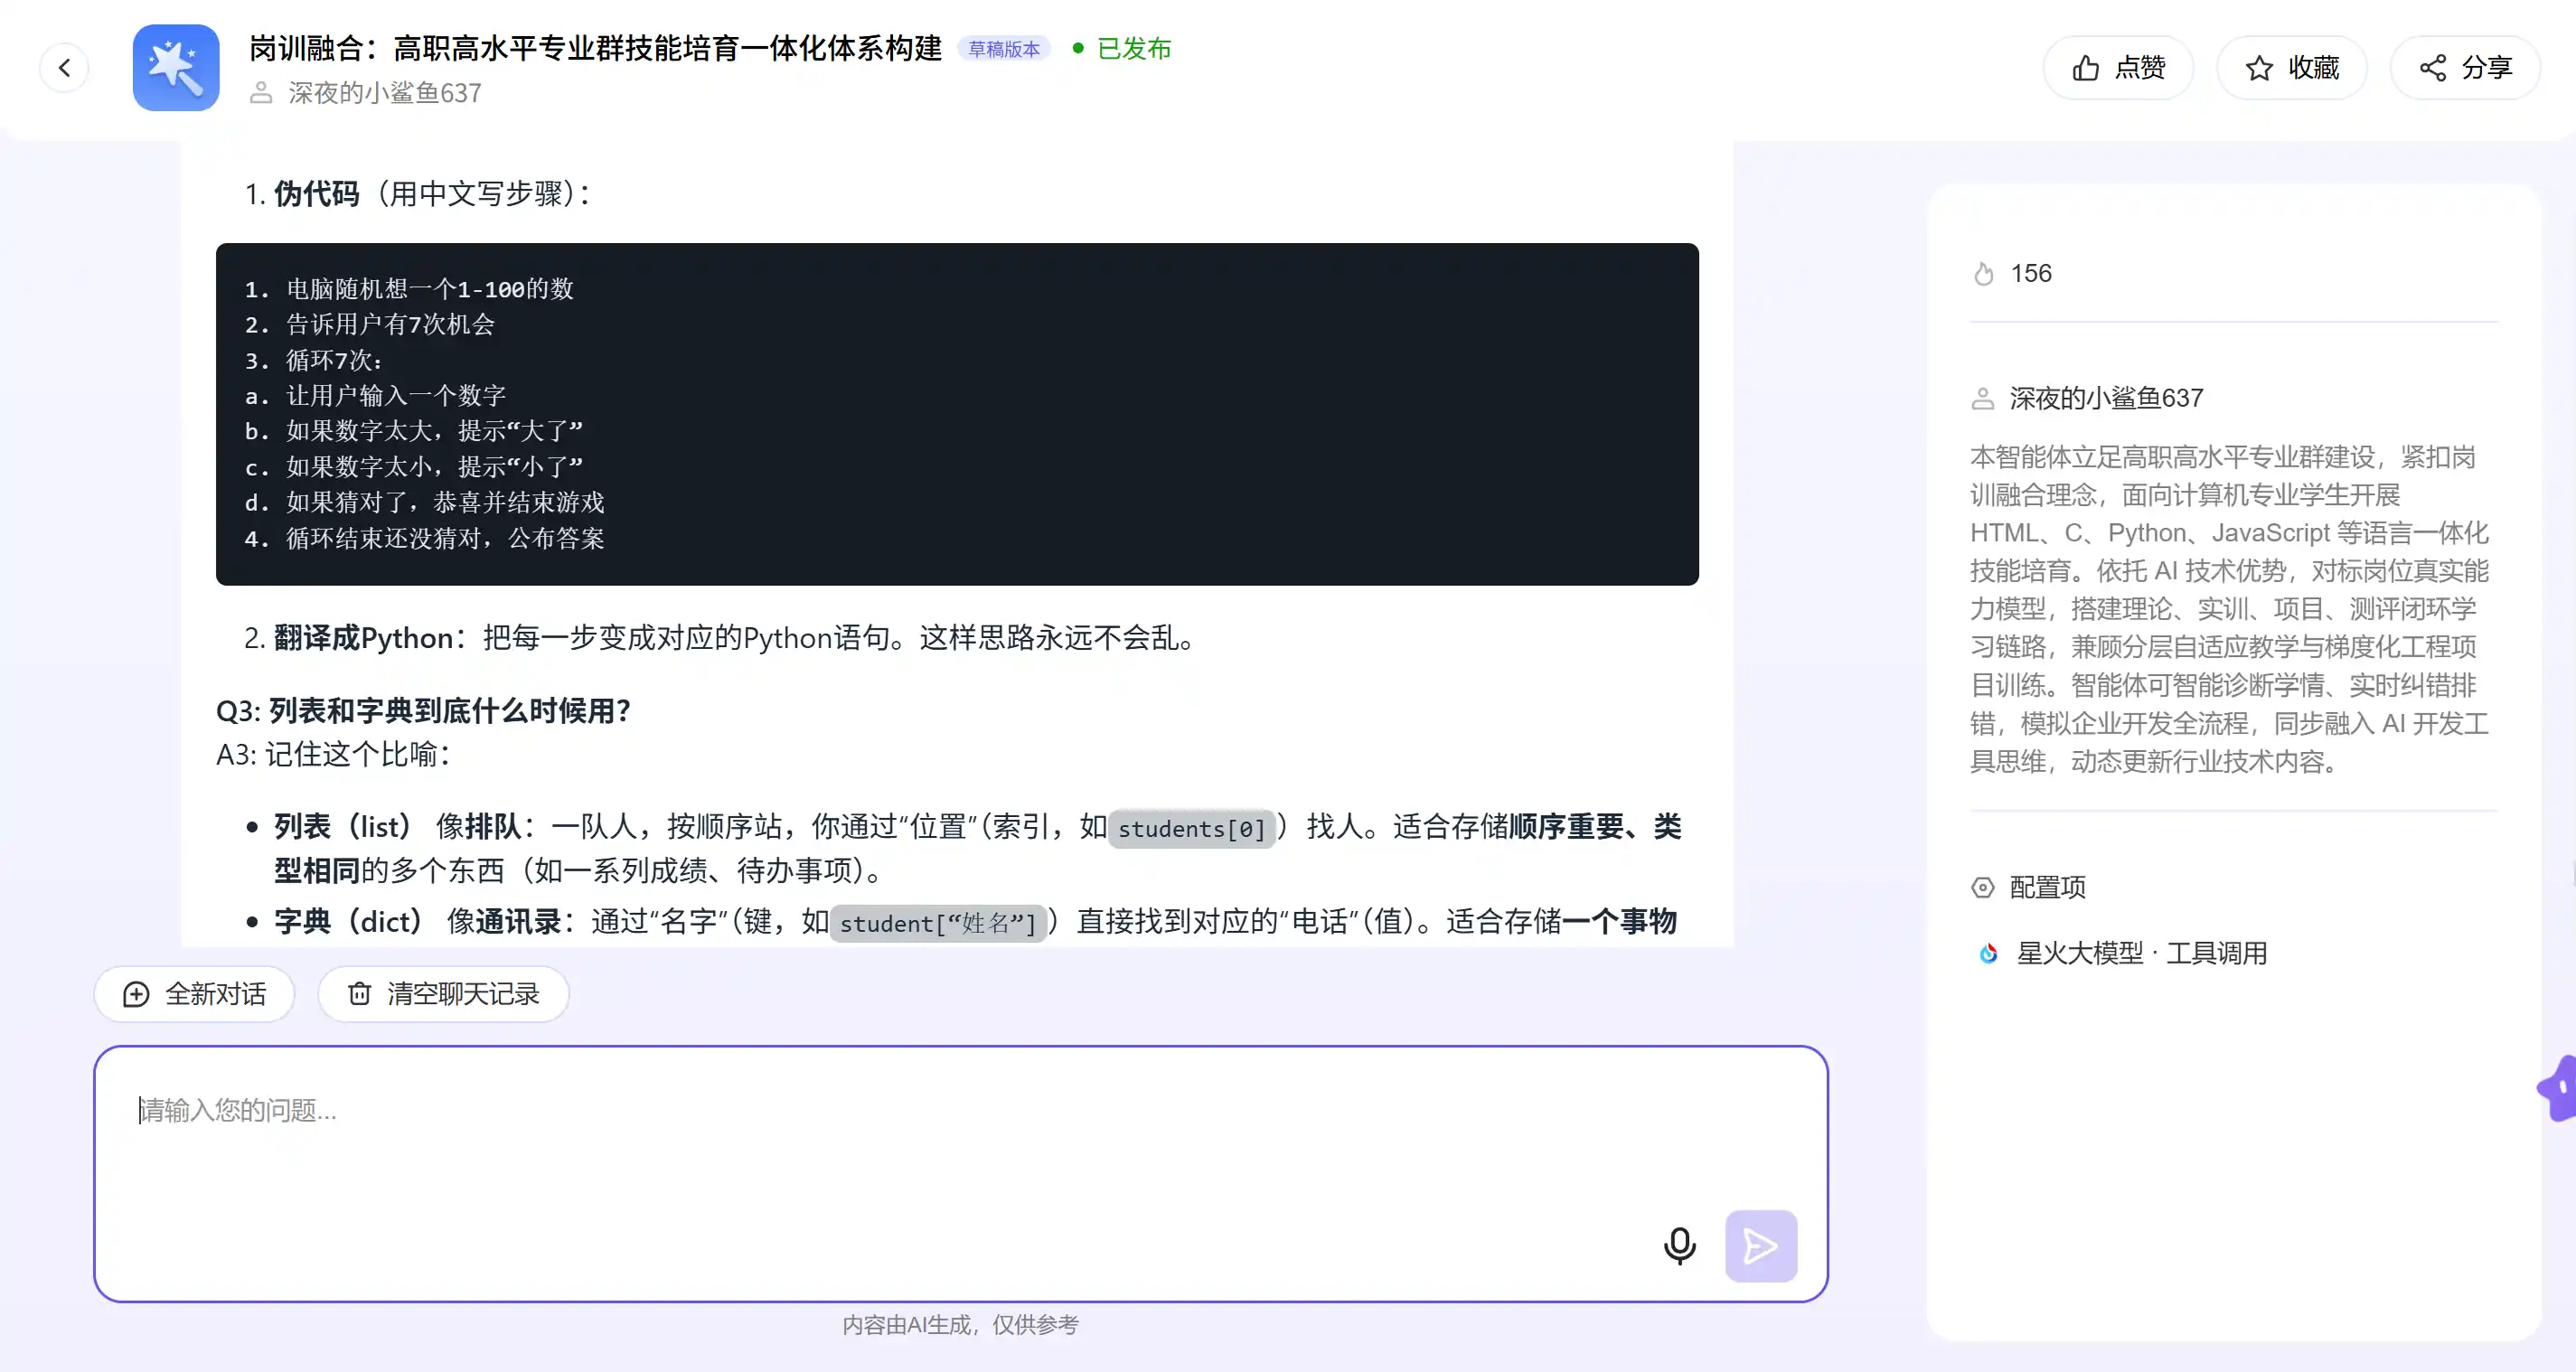 岗训融合：高职高水平专业群技能培育一体化体系构建 草稿版本 已发布
深夜的小鲨鱼637
点赞 收藏 分享
1. 伪代码（用中文写步骤）：
1. 电脑随机想一个1-100的数
2. 告诉用户有7次机会
3. 循环7次：
a. 让用户输入一个数字
b. 如果数字太大，提示“大了”
c. 如果数字太小，提示“小了”
d. 如果猜对了，恭喜并结束游戏
4. 循环结束还没猜对，公布答案
2. 翻译成Python：把每一步变成对应的Python语句。这样思路永远不会乱。
Q3: 列表和字典到底什么时候用？
A3: 记住这个比喻：
列表（list） 像排队：一队人，按顺序站，你通过“位置”（索引，如students[0]）找人。适合存储顺序重要、类
型相同的多个东西（如一系列成绩、待办事项）。
字典（dict） 像通讯录：通过“名字”（键，如student[“姓名”]）直接找到对应的“电话”（值）。适合存储一个事物
全新对话 清空聊天记录
请输入您的问题...
内容由AI生成，仅供参考
156
深夜的小鲨鱼637
本智能体立足高职高水平专业群建设，紧扣岗
训融合理念，面向计算机专业学生开展
HTML、C、Python、JavaScript 等语言一体化
技能培育。依托 AI 技术优势，对标岗位真实能
力模型，搭建理论、实训、项目、测评闭环学
习链路，兼顾分层自适应教学与梯度化工程项
目训练。智能体可智能诊断学情、实时纠错排
错，模拟企业开发全流程，同步融入 AI 开发工
具思维，动态更新行业技术内容。
配置项
星火大模型 · 工具调用